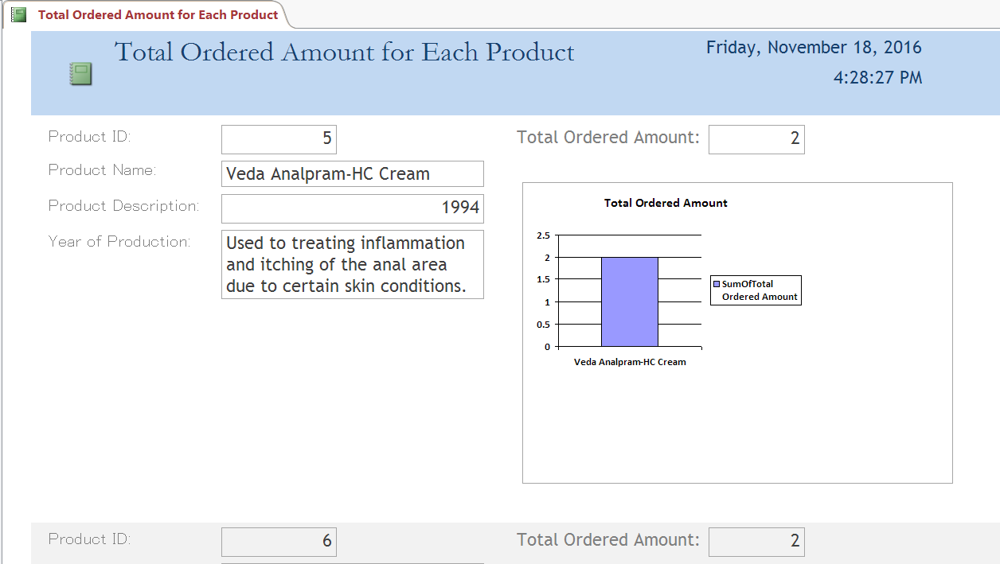 Total Ordered Amount for Each Product
Total Ordered Amount for Each Product
Friday, November 18, 2016
4:28:27 PM
Product ID:
5
Total Ordered Amount:
2
Product Name:
Veda Analpram-HC Cream
Product Description:
1994
Year of Production:
Used to treating inflammation
and itching of the anal area
due to certain skin conditions.
Total Ordered Amount
2.5
2
1.5
1
0.5
0
Veda Analpram-HC Cream
SumOfTotal
Ordered Amount
Product ID:
6
Total Ordered Amount:
2